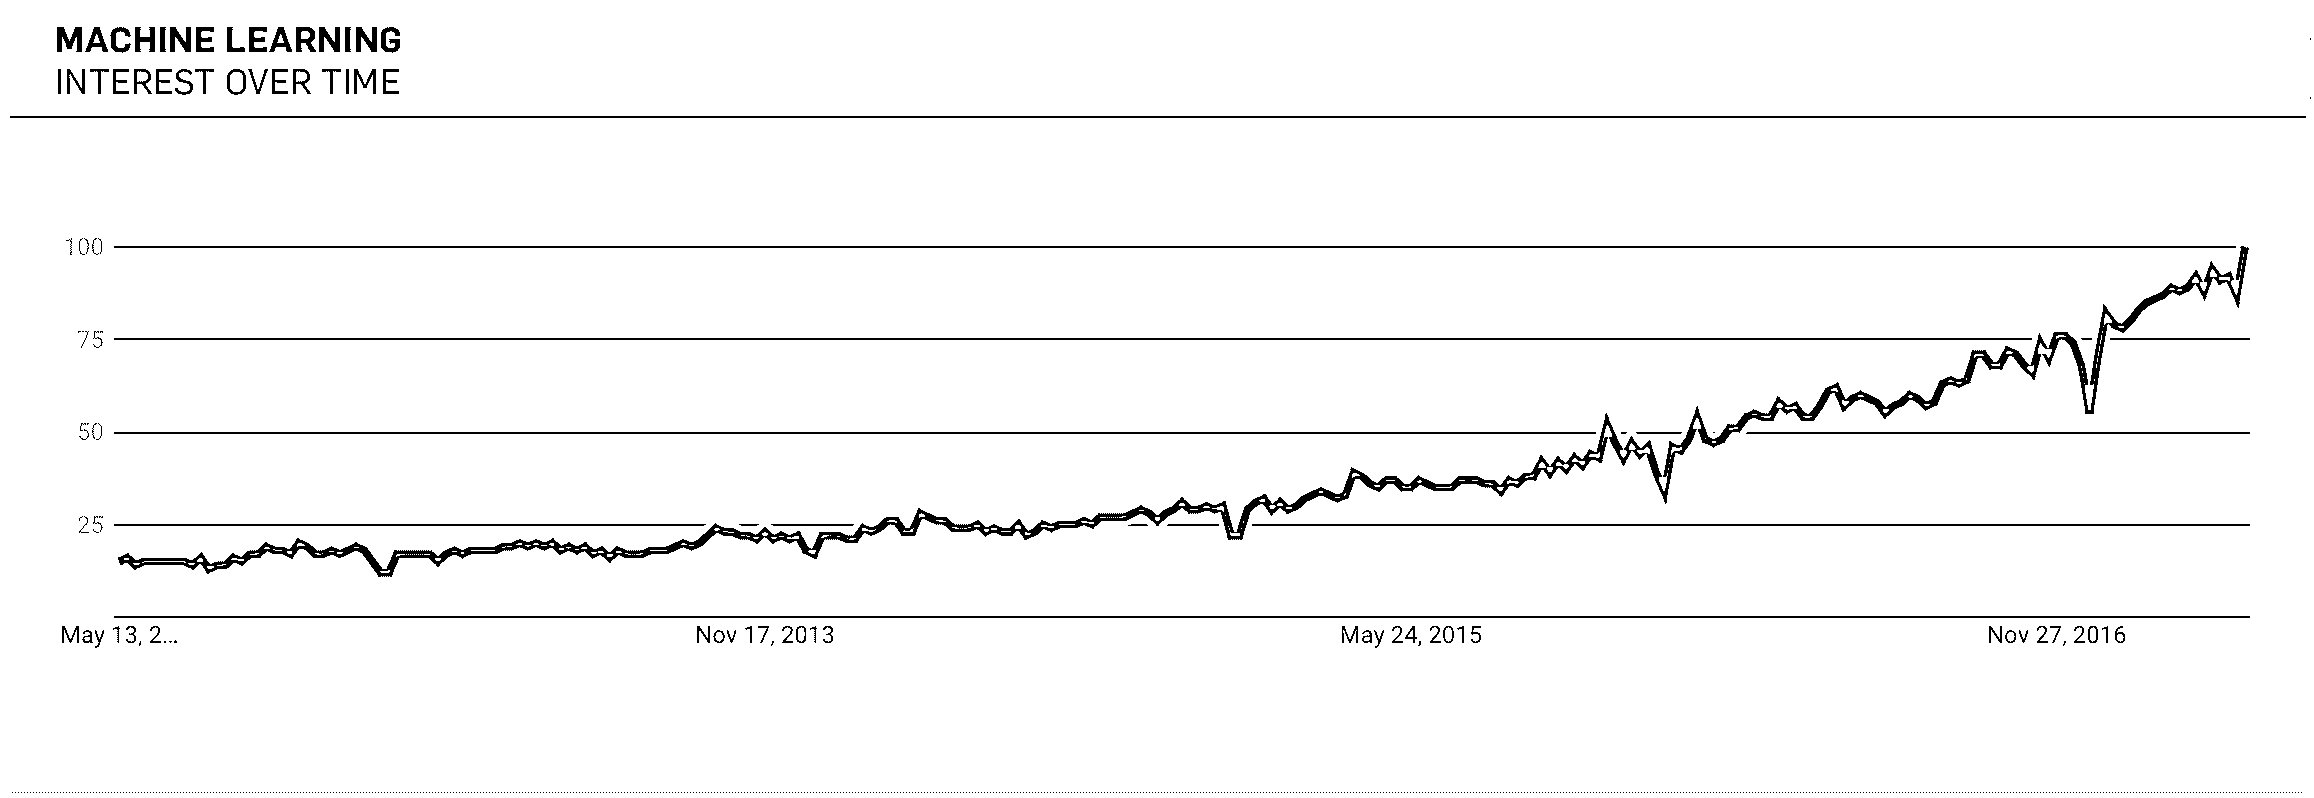 MACHINE LEARNING
INTEREST OVER TIME
100
75
50
25
May 13, 2...
Nov 17, 2013
May 24, 2015
Nov 27, 2016